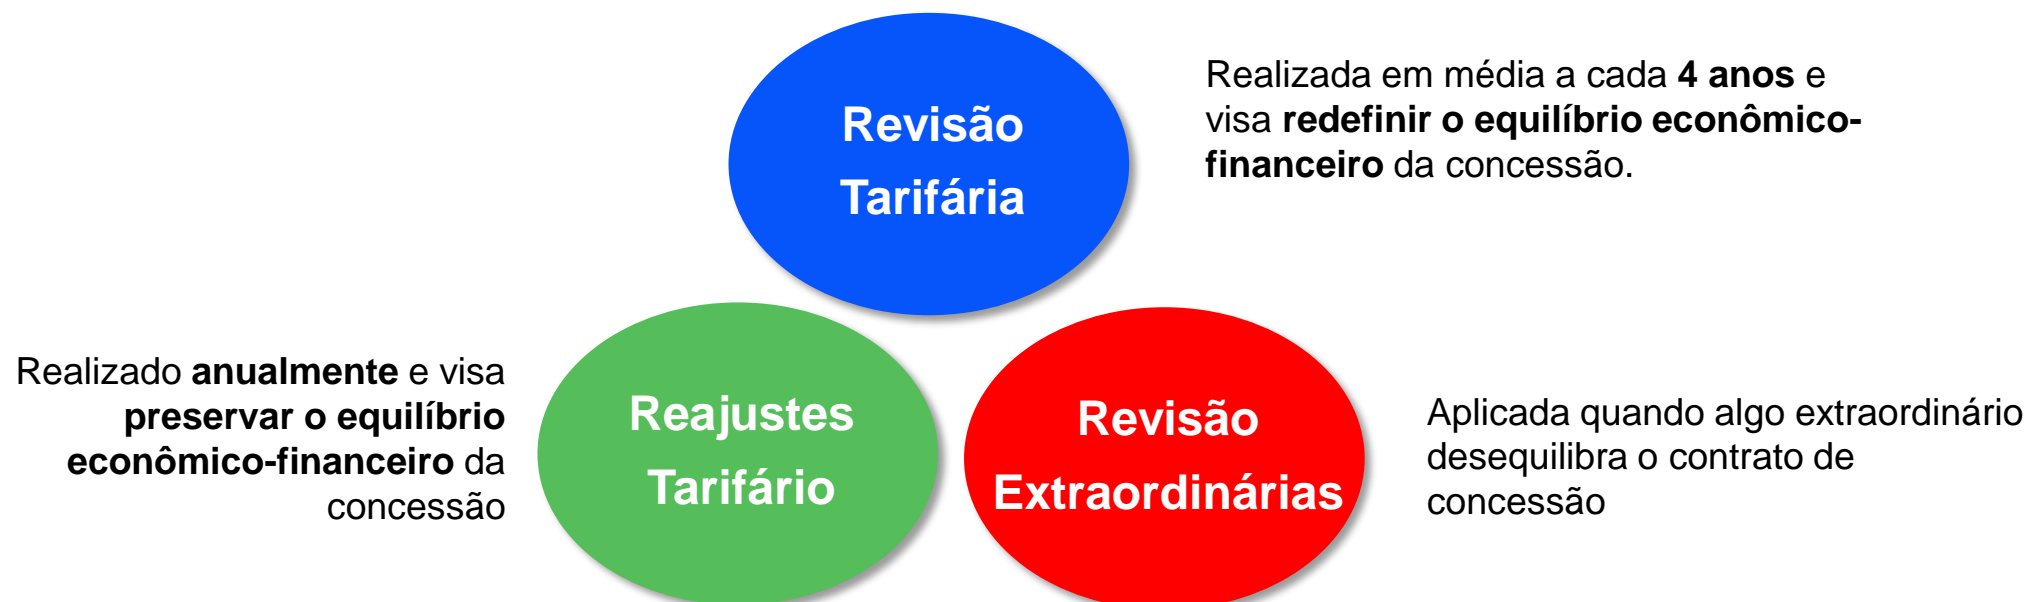 Revisão
Tarifária
Realizada em média a cada 4 anos e
visa redefinir o equilíbrio econômico-
financeiro da concessão.
Realizado anualmente e visa
preservar o equilíbrio
econômico-financeiro da
concessão
Reajustes
Tarifário
Revisão
Extraordinárias
Aplicada quando algo extraordinário
desequilibra o contrato de
concessão